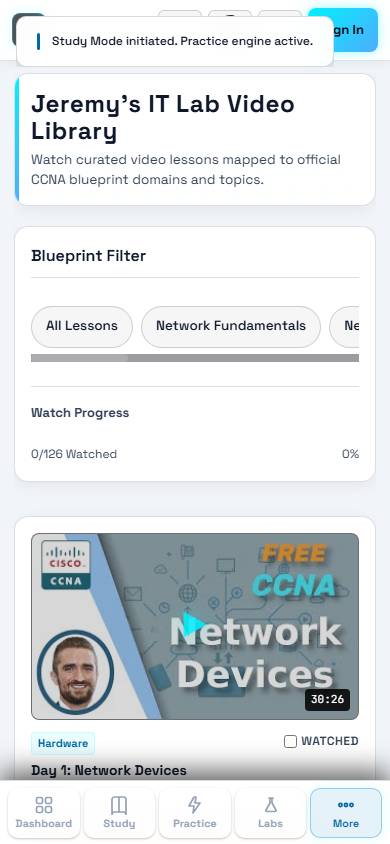 Study Mode initiated. Practice engine active.
gn In
Jeremy's IT Lab Video
Library
Watch curated video lessons mapped to official
CCNA blueprint domains and topics.
Blueprint Filter
All Lessons
Network Fundamentals
Ne
Watch Progress
0/126 Watched
0%
CISCO
CCNA
FREE
CCNA
Network
Devices
30:26
Hardware
WATCHED
Day 1: Network Devices
Dashboard
Study
Practice
Labs
More